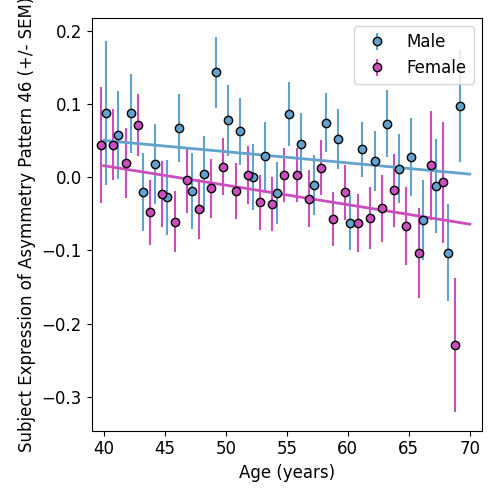 Subject Expression of Asymmetry Pattern 46 (+/- SEM)
0.2
0.1
0.0
−0.1
−0.2
−0.3
Male
Female
40 45 50 55 60 65 70
Age (years)